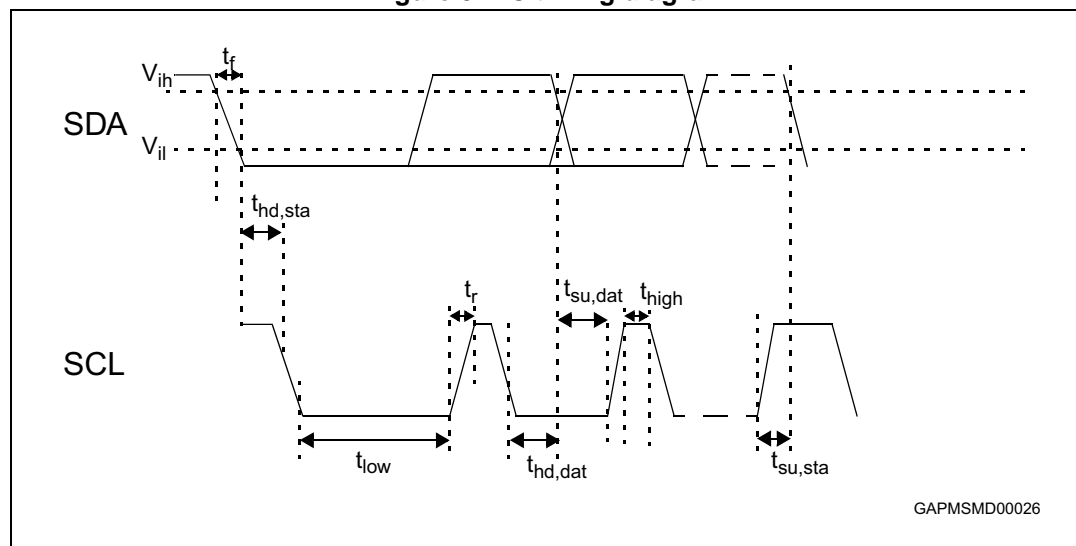 t_f
V_ih
SDA
V_il
t_hd,sta
t_r
t_su,dat
t_high
SCL
t_low
t_hd,dat
t_su,sta
GAPMSMD00026